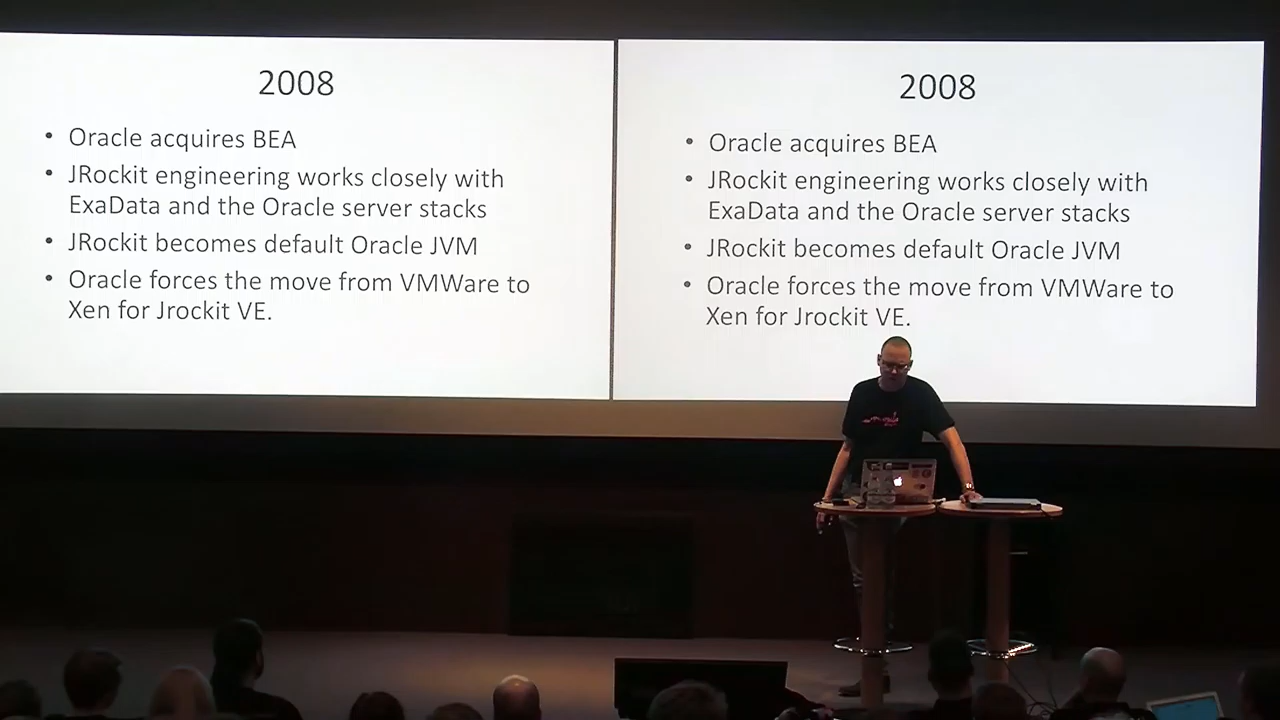 2008
• Oracle acquires BEA
• JRockit engineering works closely with
ExaData and the Oracle server stacks
• JRockit becomes default Oracle JVM
• Oracle forces the move from VMWare to
Xen for Jrockit VE.
2008
• Oracle acquires BEA
• JRockit engineering works closely with
ExaData and the Oracle server stacks
• JRockit becomes default Oracle JVM
• Oracle forces the move from VMWare to
Xen for Jrockit VE.